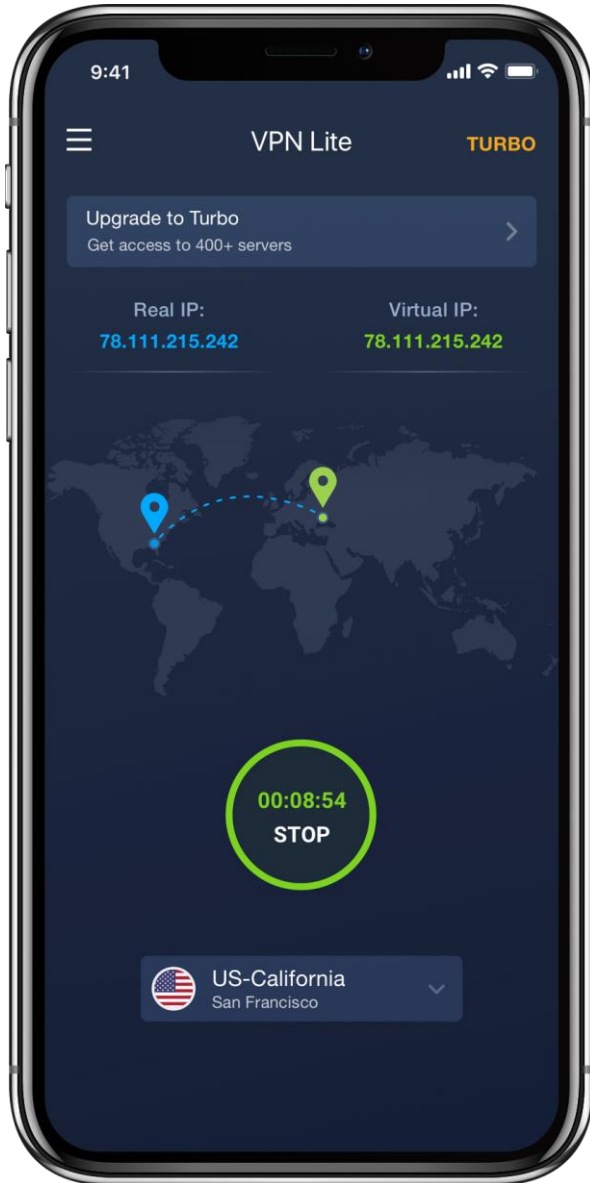 9:41
VPN Lite
TURBO
Upgrade to Turbo
Get access to 400+ servers
Real IP:
78.111.215.242
Virtual IP:
78.111.215.242
00:08:54
STOP
US-California
San Francisco